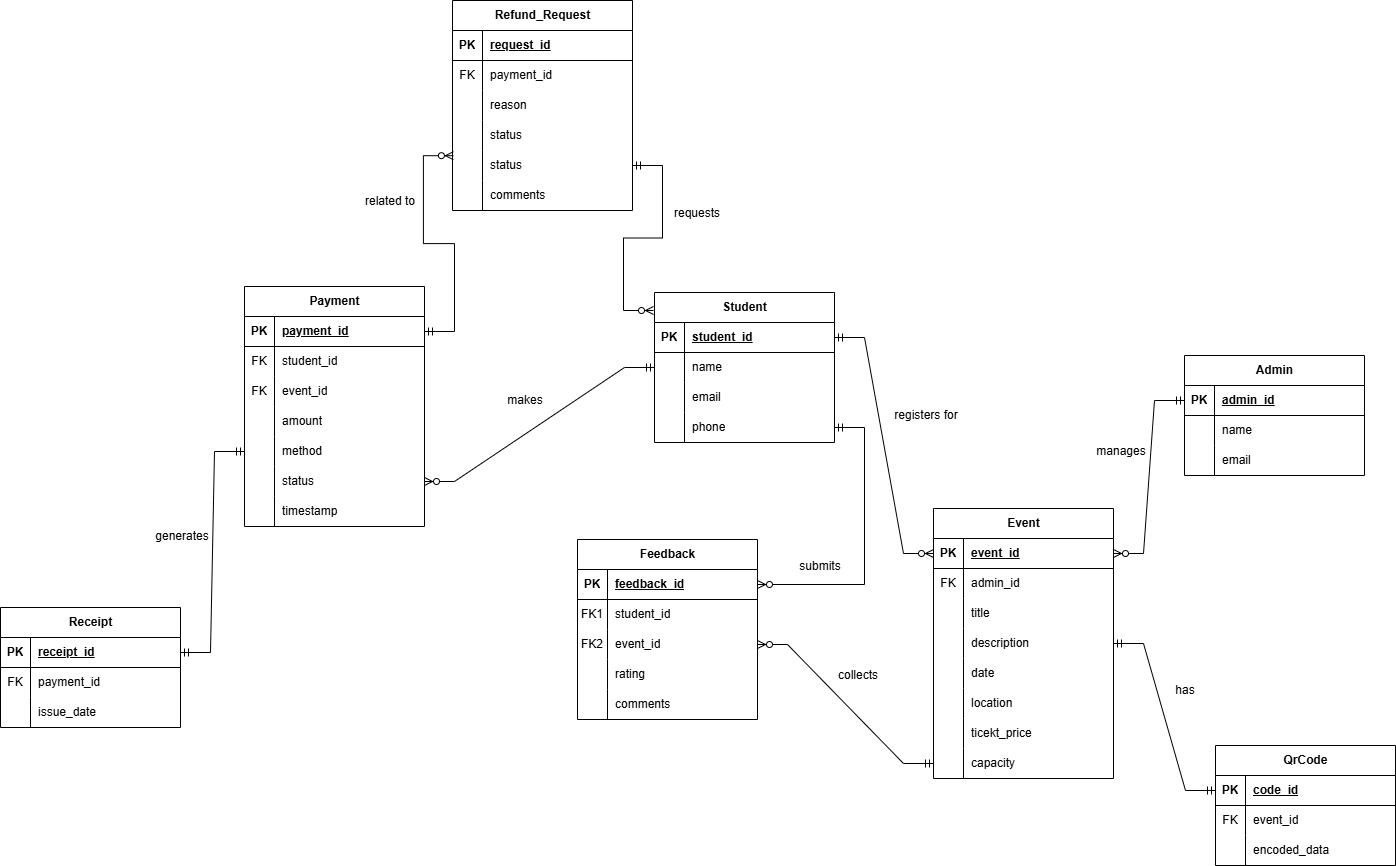 Refund_Request
PK request_id
FK payment_id
reason
status
status
comments
related to
requests
Payment
PK payment_id
FK student_id
FK event_id
amount
method
status
timestamp
Student
PK student_id
name
email
phone
makes
registers for
Admin
PK admin_id
name
email
manages
generates
Feedback
PK feedback_id
FK1 student_id
FK2 event_id
rating
comments
submits
collects
Event
PK event_id
FK admin_id
title
description
date
location
ticekt_price
capacity
has
Receipt
PK receipt_id
FK payment_id
issue_date
QrCode
PK code_id
FK event_id
encoded_data